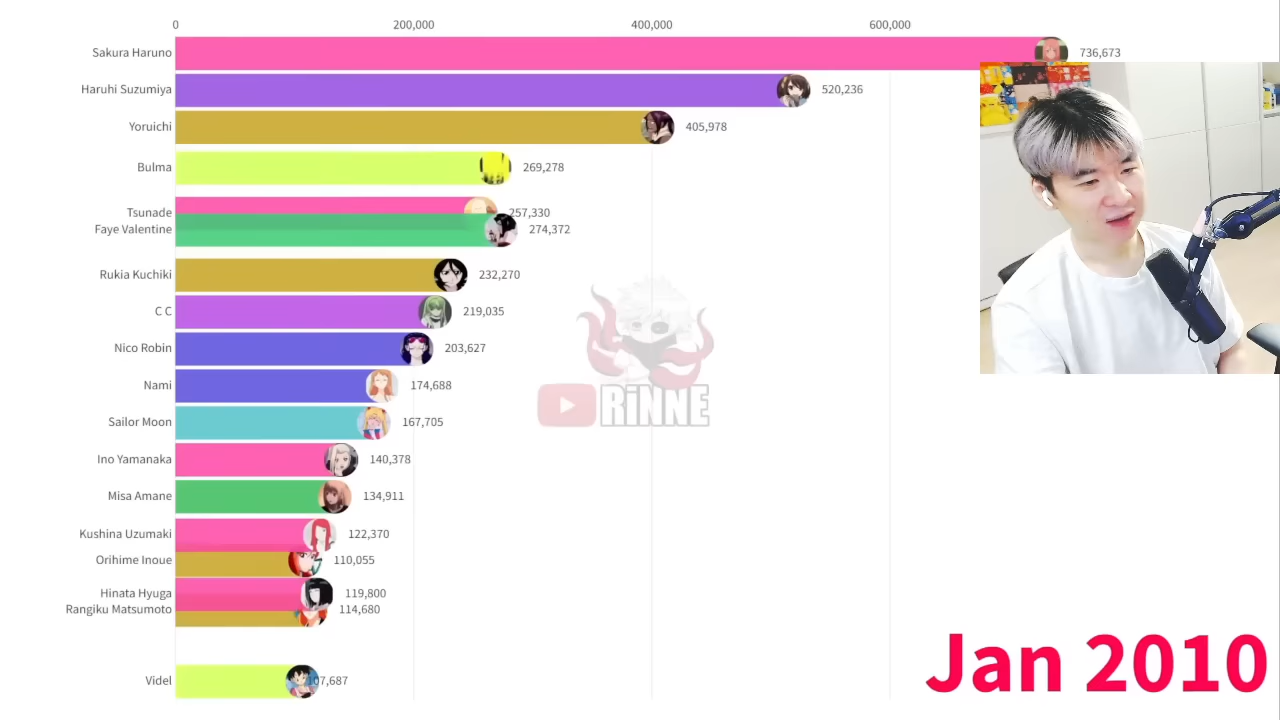 0 200,000 400,000 600,000
Sakura Haruno 736,673
Haruhi Suzumiya 520,236
Yoruichi 405,978
Bulma 269,278
Tsunade 257,330
Faye Valentine 274,372
Rukia Kuchiki 232,270
C C 219,035
Nico Robin 203,627
Nami 174,688
Sailor Moon 167,705
Ino Yamanaka 140,378
Misa Amane 134,911
Kushina Uzumaki 122,370
Orihime Inoue 110,055
Hinata Hyuga 119,800
Rangiku Matsumoto 114,680
Videl 107,687
RiNNE
Jan 2010